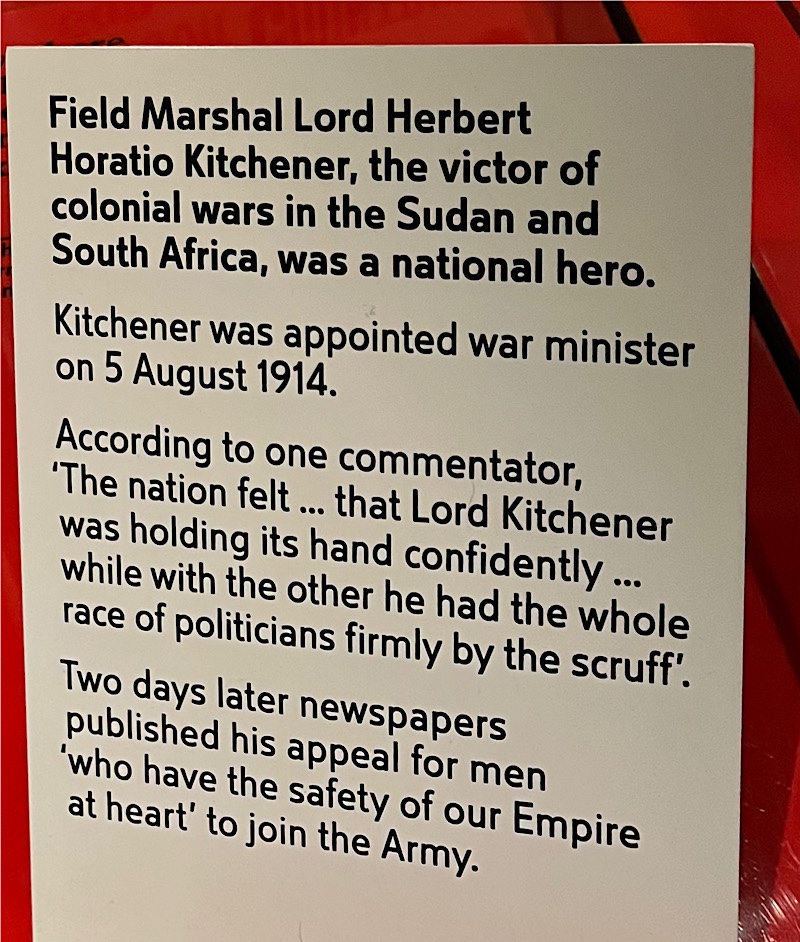 Field Marshal Lord Herbert
Horatio Kitchener, the victor of
colonial wars in the Sudan and
South Africa, was a national hero.
Kitchener was appointed war minister
on 5 August 1914.
According to one commentator,
‘The nation felt ... that Lord Kitchener
was holding its hand confidently ...
while with the other he had the whole
race of politicians firmly by the scruff’.
Two days later newspapers
published his appeal for men
‘who have the safety of our Empire
at heart’ to join the Army.